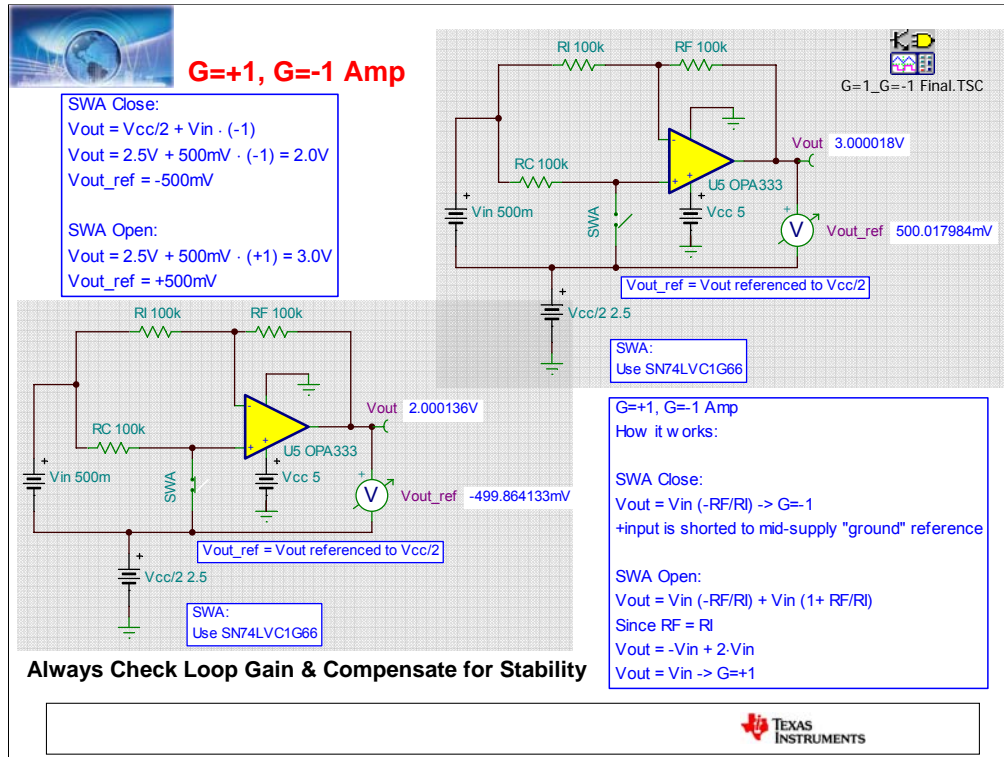 G=+1, G=-1 Amp
SWA Close:
Vout = Vcc/2 + Vin · (-1)
Vout = 2.5V + 500mV · (-1) = 2.0V
Vout_ref = -500mV
SWA Open:
Vout = 2.5V + 500mV · (+1) = 3.0V
Vout_ref = +500mV
RI 100k
RF 100k
G=1_G=-1 Final.TSC
Vout 3.000018V
RC 100k
-
+
+
U5 OPA333
+
Vin 500m
SWA
+
Vcc 5
+
V
Vout_ref 500.017984mV
Vout_ref = Vout referenced to Vcc/2
+
Vcc/2 2.5
SWA:
Use SN74LVC1G66
RI 100k
RF 100k
Vout 2.000136V
RC 100k
-
+
+
U5 OPA333
+
Vin 500m
SWA
+
Vcc 5
+
V
Vout_ref -499.864133mV
Vout_ref = Vout referenced to Vcc/2
+
Vcc/2 2.5
SWA:
Use SN74LVC1G66
G=+1, G=-1 Amp
How it works:
SWA Close:
Vout = Vin (-RF/RI) -> G=-1
+input is shorted to mid-supply "ground" reference
SWA Open:
Vout = Vin (-RF/RI) + Vin (1+ RF/RI)
Since RF = RI
Vout = -Vin + 2·Vin
Vout = Vin -> G=+1
Always Check Loop Gain & Compensate for Stability
TEXAS
INSTRUMENTS